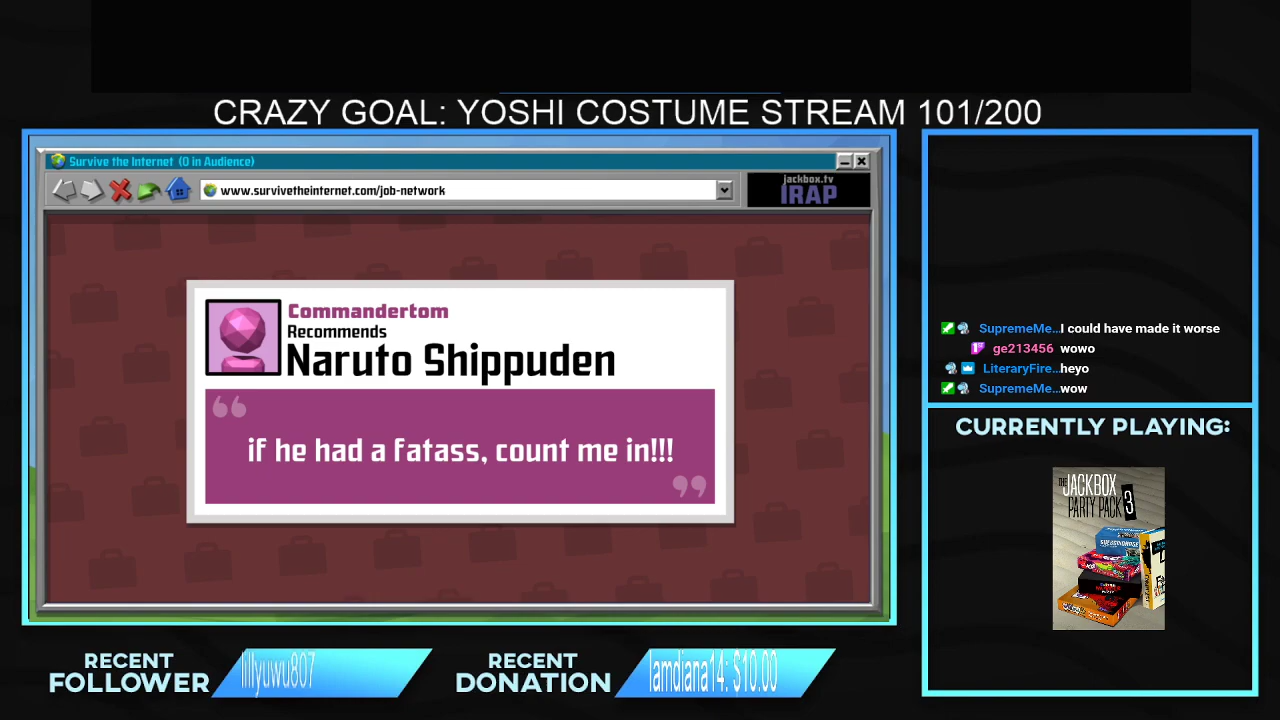 CRAZY GOAL: YOSHI COSTUME STREAM 101/200
Survive the Internet (0 in Audience)
www.survivetheinternet.com/job-network
jackbox.tv
IRAP
Commandertom
Recommends
Naruto Shippuden
if he had a fatass, count me in!!!
SupremeMe... I could have made it worse
ge213456 wowo
LiteraryFire... heyo
SupremeMe... wow
CURRENTLY PLAYING:
THE JACKBOX
PARTY PACK 3
RECENT
FOLLOWER
lillyuwu807
RECENT
DONATION
Iamdiana14: $10.00